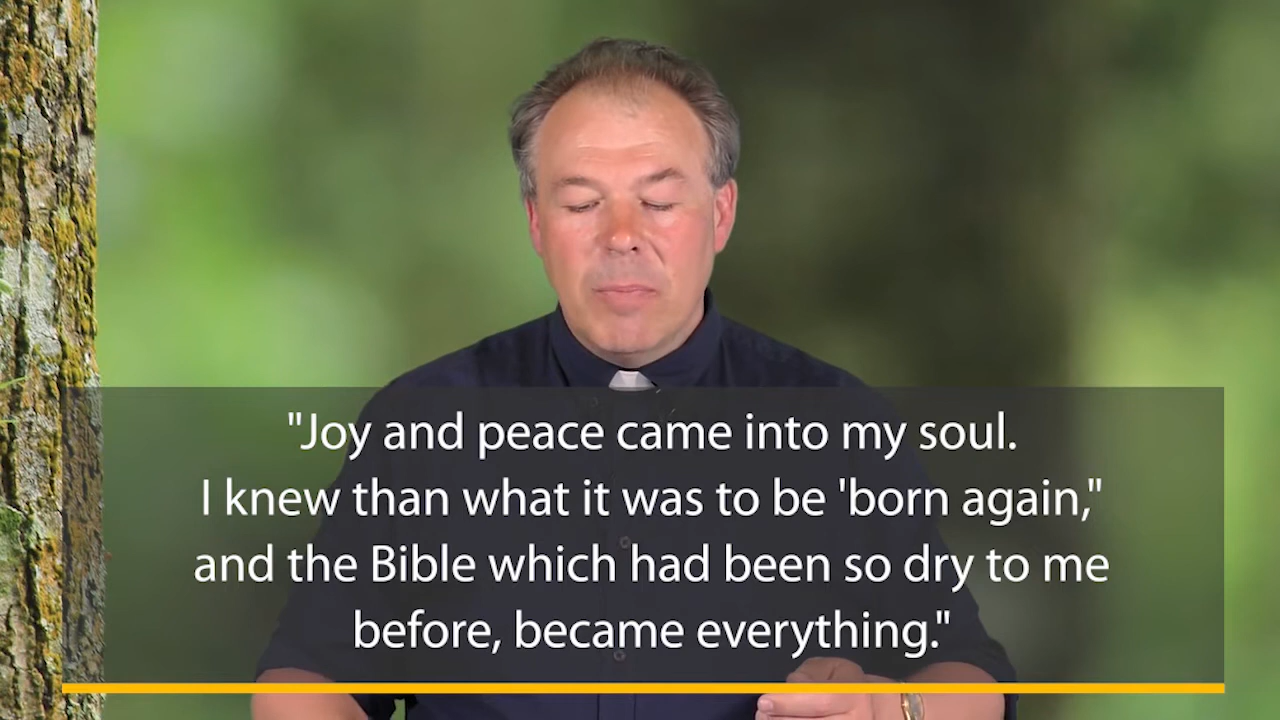 "Joy and peace came into my soul.
I knew than what it was to be 'born again,"
and the Bible which had been so dry to me
before, became everything."